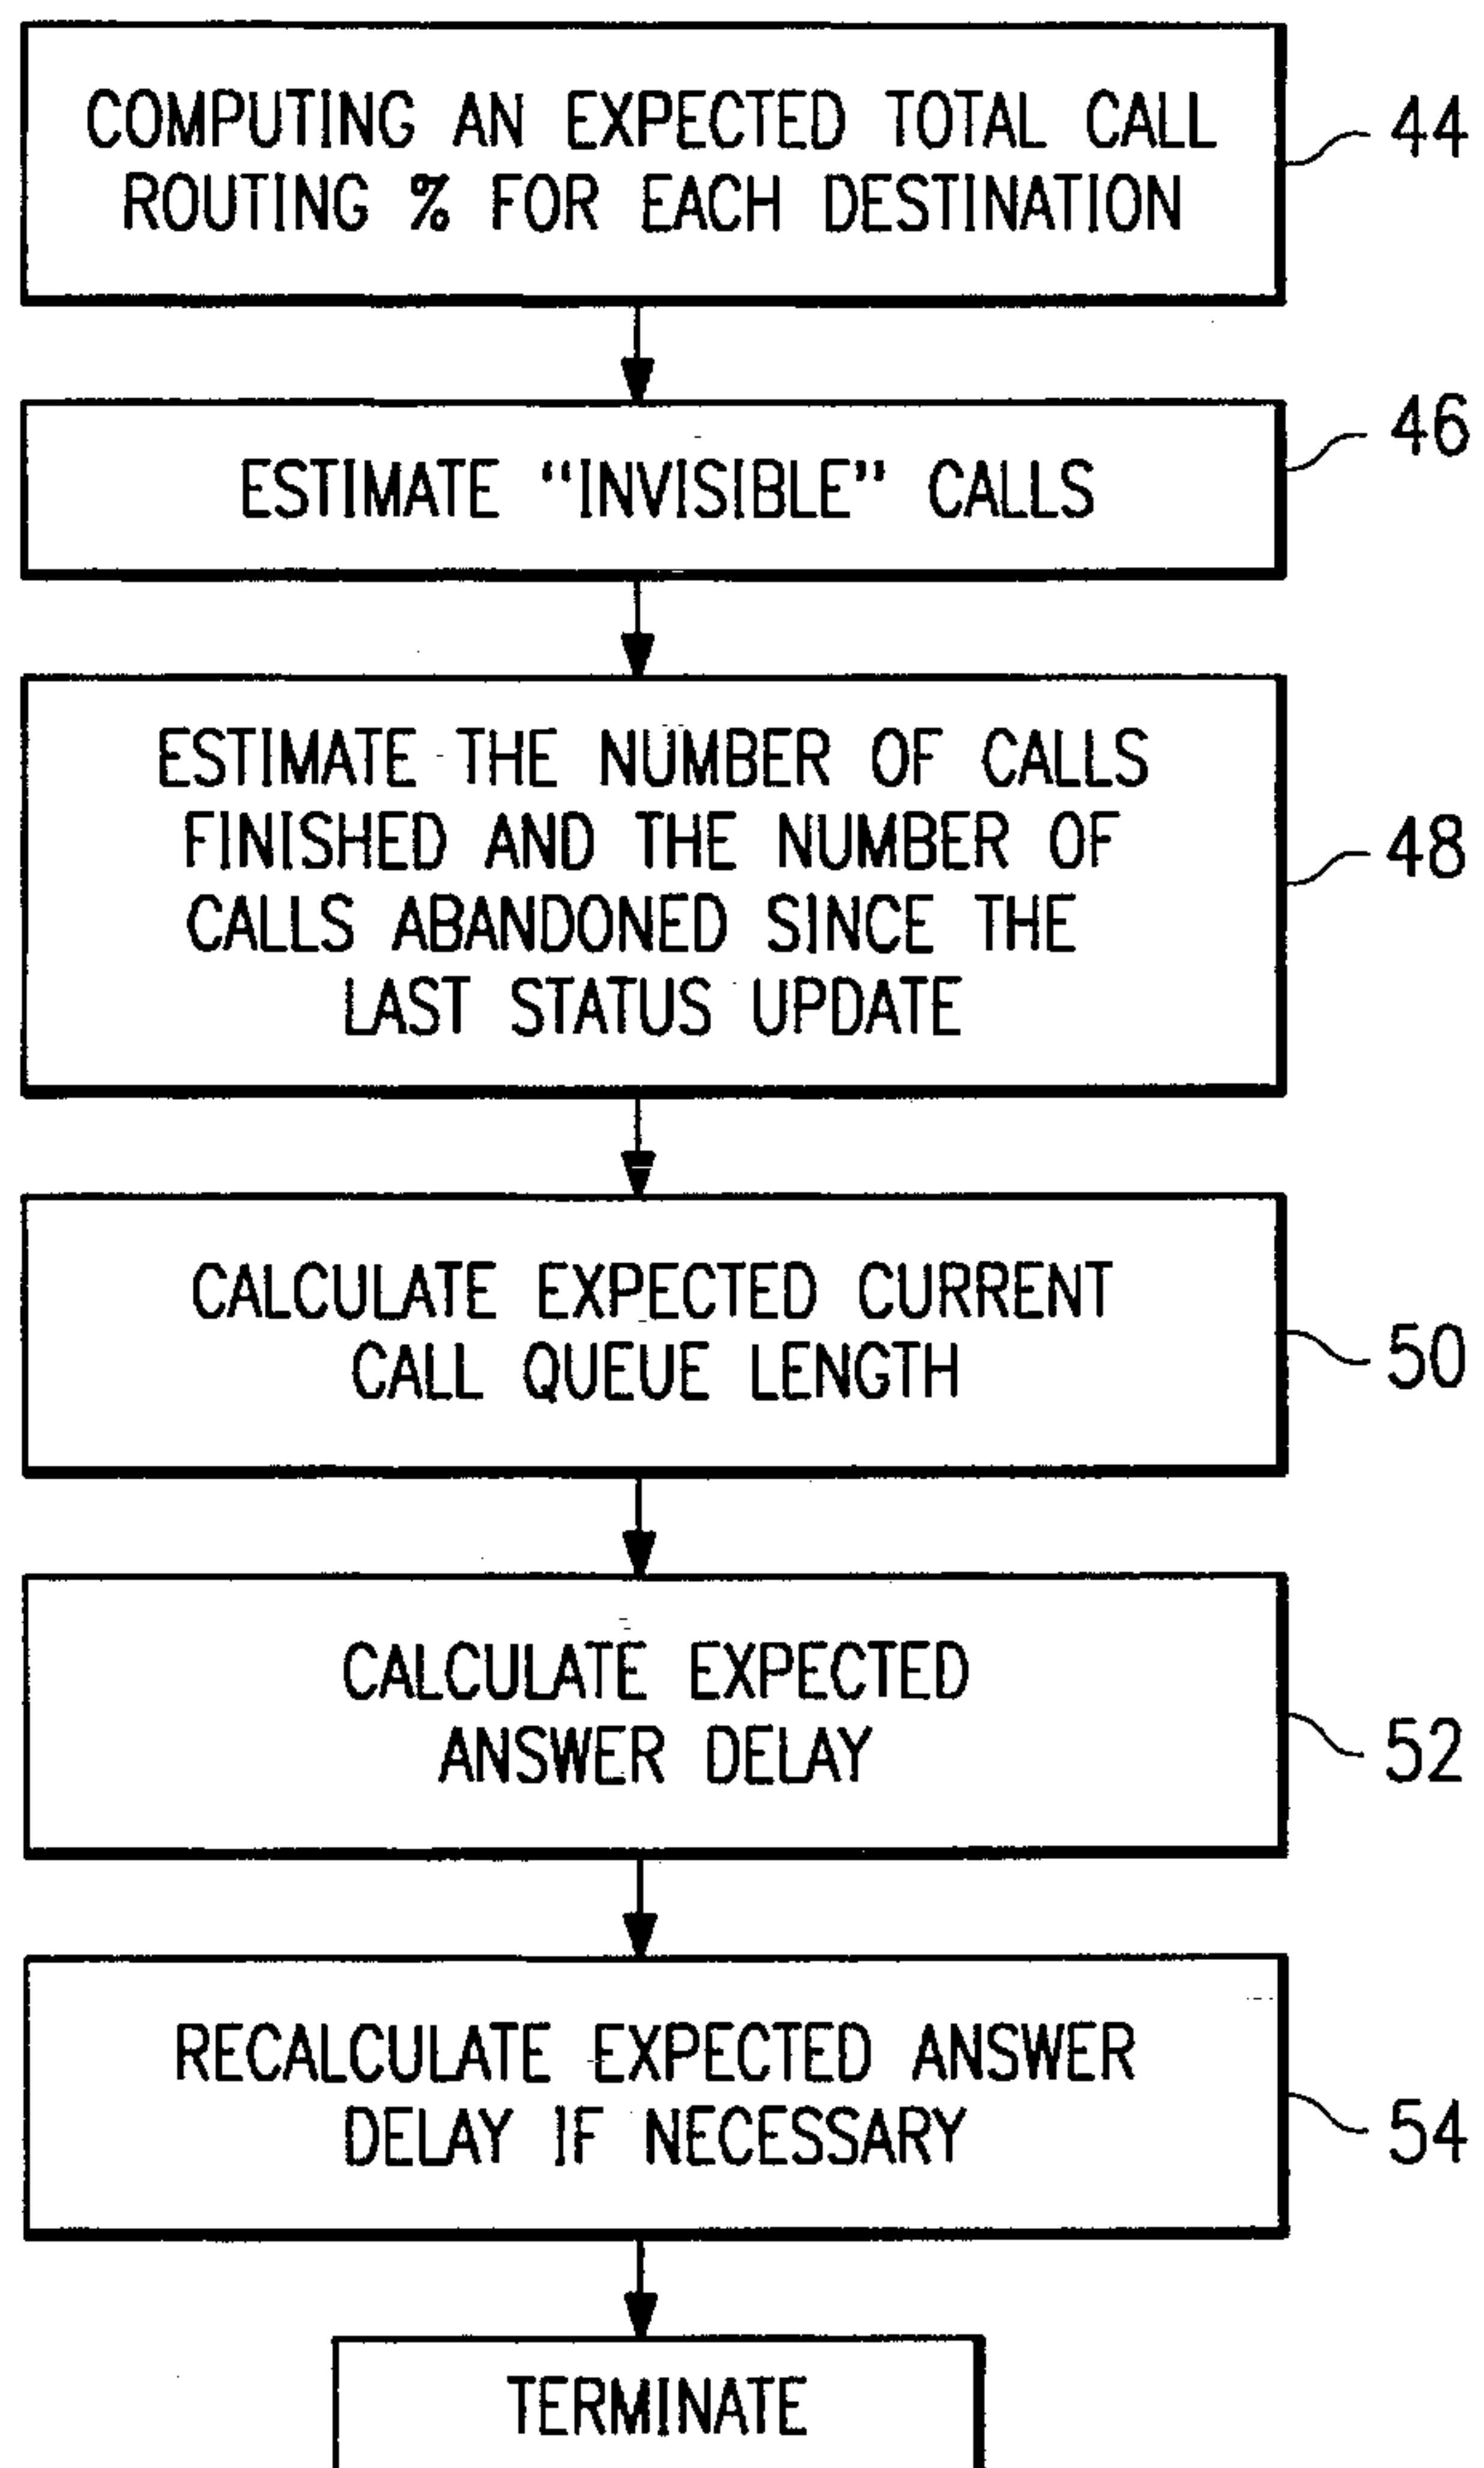 COMPUTING AN EXPECTED TOTAL CALL
ROUTING % FOR EACH DESTINATION
44
ESTIMATE "INVISIBLE" CALLS
46
ESTIMATE THE NUMBER OF CALLS
FINISHED AND THE NUMBER OF
CALLS ABANDONED SINCE THE
LAST STATUS UPDATE
48
CALCULATE EXPECTED CURRENT
CALL QUEUE LENGTH
50
CALCULATE EXPECTED
ANSWER DELAY
52
RECALCULATE EXPECTED ANSWER
DELAY IF NECESSARY
54
TERMINATE